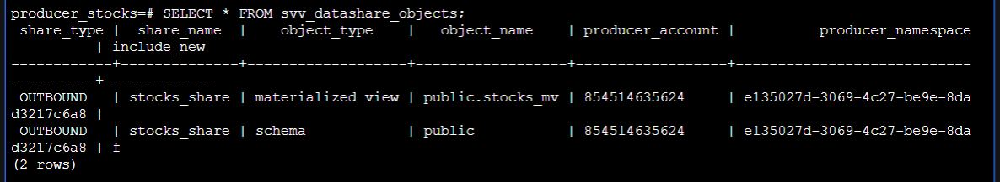 producer_stocks=# SELECT * FROM svv_datashare_objects;
 share_type |  share_name  |    object_type    |   object_name    | producer_account |          producer_namespace
            | include_new
------------+--------------+-------------------+------------------+------------------+----------------------------
----------+-------------
 OUTBOUND   | stocks_share | materialized view | public.stocks_mv | 854514635624     | e135027d-3069-4c27-be9e-8da
d3217c6a8 |
 OUTBOUND   | stocks_share | schema            | public           | 854514635624     | e135027d-3069-4c27-be9e-8da
d3217c6a8 | f
(2 rows)